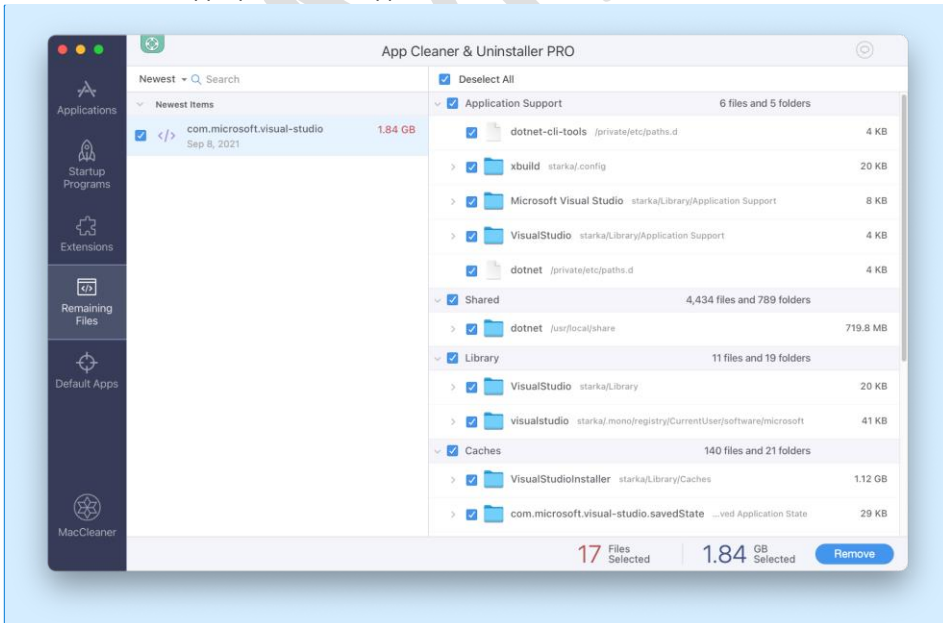 App Cleaner & Uninstaller PRO
Newest Search
Deselect All
Applications
Startup
Programs
Extensions
Remaining
Files
Default Apps
MacCleaner
Newest Items
com.microsoft.visual-studio 1.84 GB
Sep 8, 2021
Application Support 6 files and 5 folders
dotnet-cli-tools /private/etc/paths.d 4 KB
xbuild starka/.config 20 KB
Microsoft Visual Studio starka/Library/Application Support 8 KB
VisualStudio starka/Library/Application Support 4 KB
dotnet /private/etc/paths.d 4 KB
Shared 4,434 files and 789 folders
dotnet /usr/local/share 719.8 MB
Library 11 files and 19 folders
VisualStudio starka/Library 20 KB
visualstudio starka/.mono/registry/CurrentUser/software/microsoft 41 KB
Caches 140 files and 21 folders
VisualStudioInstaller starka/Library/Caches 1.12 GB
com.microsoft.visual-studio.savedState ...ved Application State 29 KB
17 Files Selected 1.84 GB Selected Remove